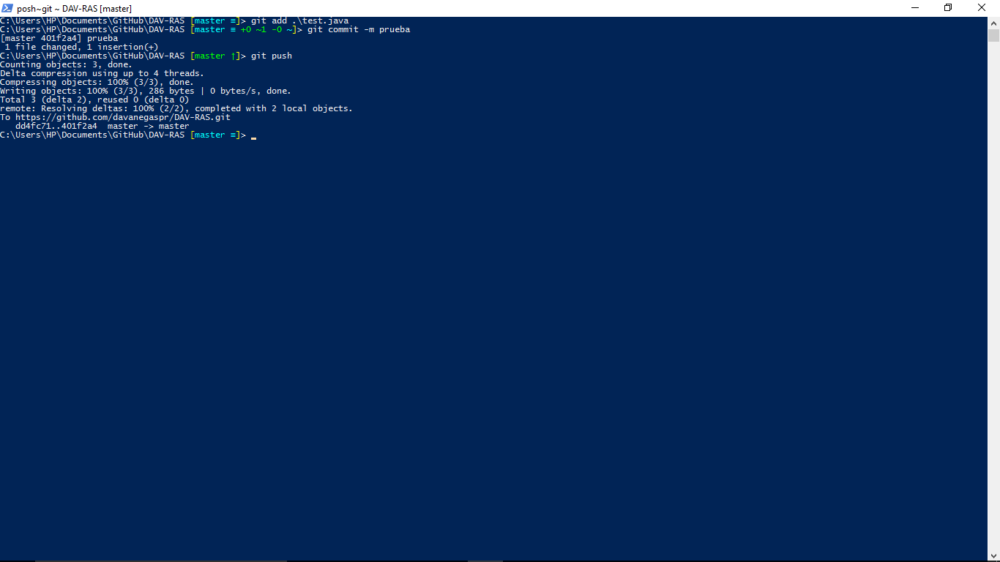 posh~git ~ DAV-RAS [master]
C:\Users\HP\Documents\GitHub\DAV-RAS [master ≡]> git add .\test.java
C:\Users\HP\Documents\GitHub\DAV-RAS [master ≡ +0 ~1 -0 ~]> git commit -m prueba
[master 401f2a4] prueba
 1 file changed, 1 insertion(+)
C:\Users\HP\Documents\GitHub\DAV-RAS [master ↑]> git push
Counting objects: 3, done.
Delta compression using up to 4 threads.
Compressing objects: 100% (3/3), done.
Writing objects: 100% (3/3), 286 bytes | 0 bytes/s, done.
Total 3 (delta 2), reused 0 (delta 0)
remote: Resolving deltas: 100% (2/2), completed with 2 local objects.
To https://github.com/davanegaspr/DAV-RAS.git
   dd4fc71..401f2a4  master -> master
C:\Users\HP\Documents\GitHub\DAV-RAS [master ≡]>